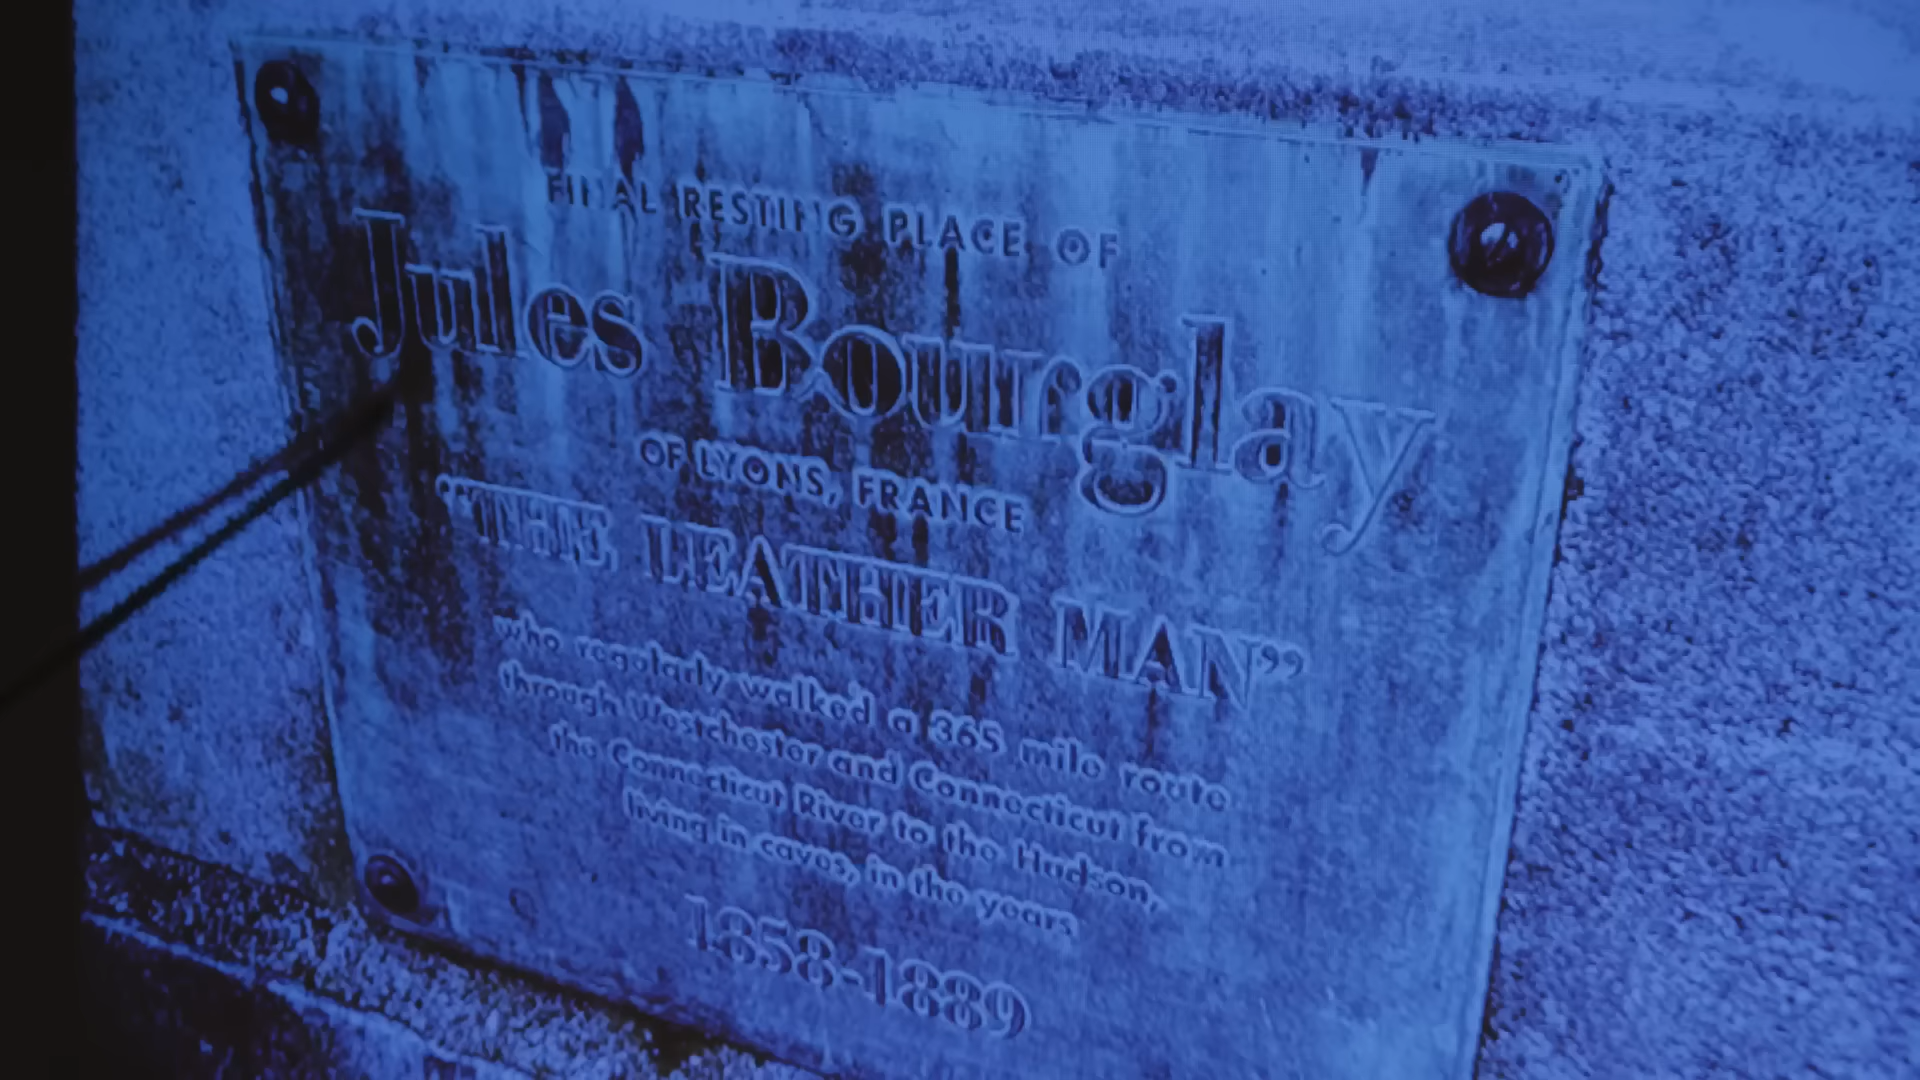 FINAL RESTING PLACE OF
Jules Bourglay
OF LYONS, FRANCE
“THE LEATHER MAN”
who regularly walked a 365 mile route
through Westchester and Connecticut from
the Connecticut River to the Hudson,
living in caves, in the years
1858-1889